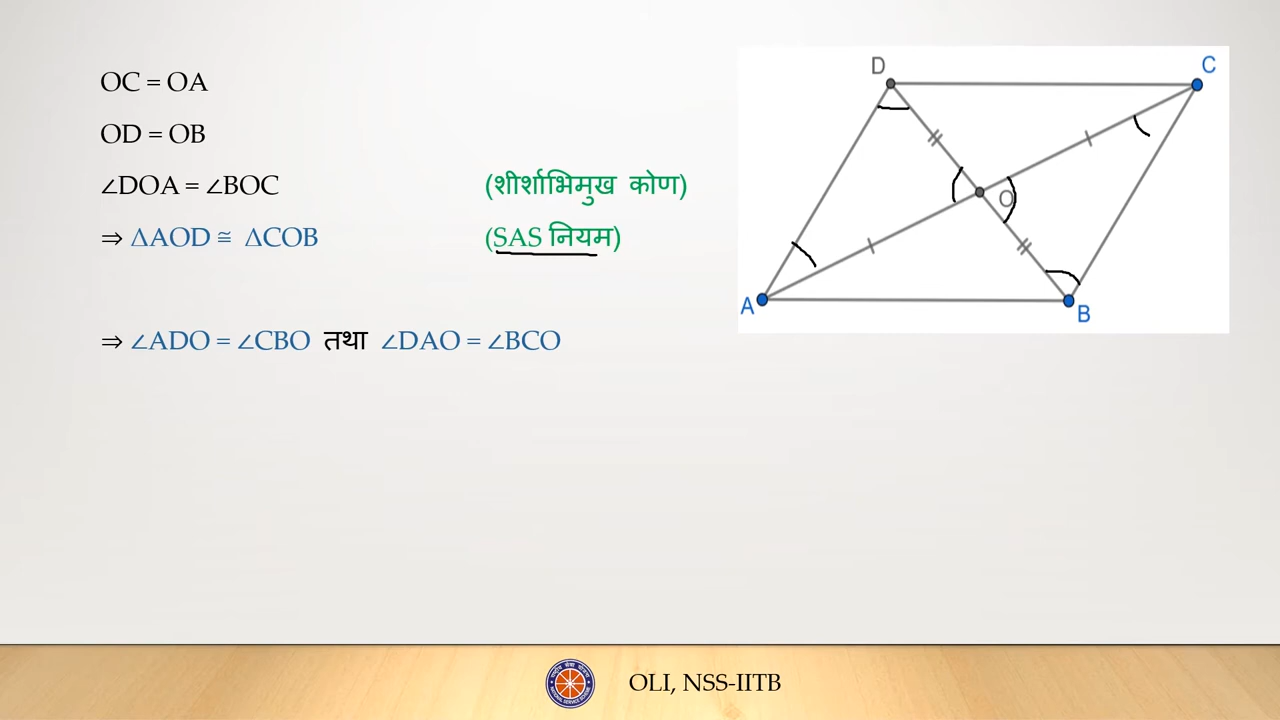 OC = OA
OD = OB
∠DOA = ∠BOC (शीर्शाभिमुख कोण)
⇒ ΔAOD ≅ ΔCOB (SAS नियम)
⇒ ∠ADO = ∠CBO तथा ∠DAO = ∠BCO
D
C
O
A
B
OLI, NSS-IITB